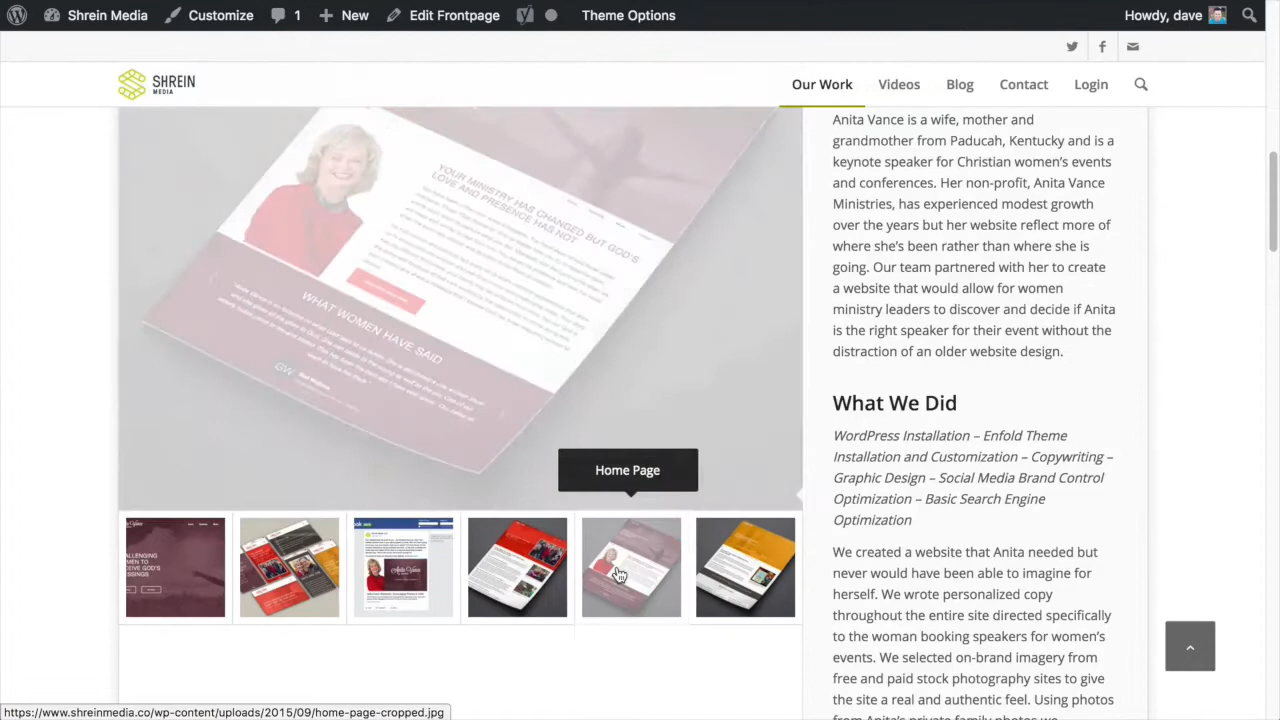 Shrein Media
Customize
1
New
Edit Frontpage
Theme Options
Howdy, dave
SHREIN
MEDIA
Our Work
Videos
Blog
Contact
Login
YOUR MINISTRY HAS CHANGED BUT GOD'S
LOVE AND PRESENCE HAS NOT
WHAT WOMEN HAVE SAID
GW
Home Page
Anita Vance is a wife, mother and
grandmother from Paducah, Kentucky and is a
keynote speaker for Christian women's events
and conferences. Her non-profit, Anita Vance
Ministries, has experienced modest growth
over the years but her website reflect more of
where she's been rather than where she is
going. Our team partnered with her to create
a website that would allow for women
ministry leaders to discover and decide if Anita
is the right speaker for their event without the
distraction of an older website design.
What We Did
WordPress Installation – Enfold Theme
Installation and Customization – Copywriting –
Graphic Design – Social Media Brand Control
Optimization – Basic Search Engine
Optimization
We created a website that Anita needed but
never would have been able to imagine for
herself. We wrote personalized copy
throughout the entire site directed specifically
to the woman booking speakers for women's
events. We selected on-brand imagery from
free and paid stock photography sites to give
the site a real and authentic feel. Using photos
from Anita's private family photos we
https://www.shreinmedia.co/wp-content/uploads/2015/09/home-page-cropped.jpg